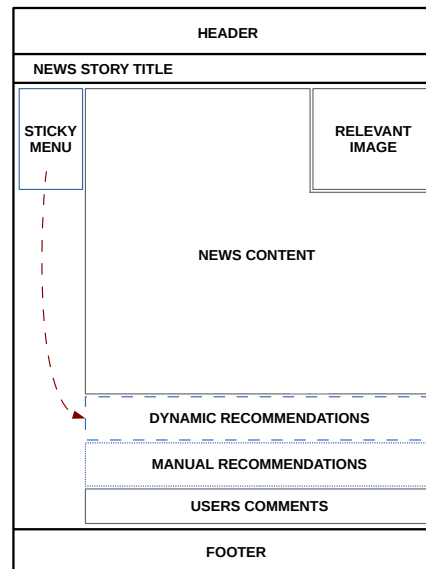 HEADER
NEWS STORY TITLE
STICKY
MENU
RELEVANT
IMAGE
NEWS CONTENT
DYNAMIC RECOMMENDATIONS
MANUAL RECOMMENDATIONS
USERS COMMENTS
FOOTER